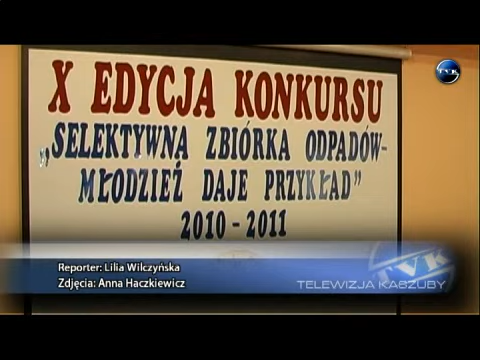 X EDYCJA KONKURSU
„SELEKTYWNA ZBIÓRKA ODPADÓW-
MŁODZIEŻ DAJE PRZYKŁAD"
2010 - 2011
TVK
Reporter: Lilia Wilczyńska
Zdjęcia: Anna Haczkiewicz
TVK
TELEWIZJA KASZUBY